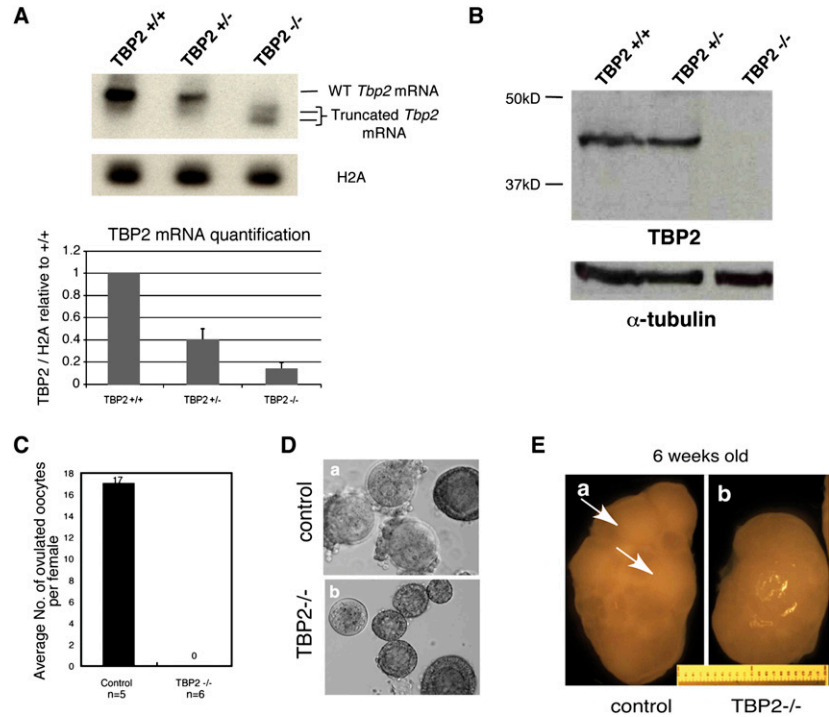 A
TBP2 +/+
TBP2 +/-
TBP2 -/-
WT Tbp2 mRNA
Truncated Tbp2
mRNA
H2A
TBP2 mRNA quantification
TBP2 / H2A relative to +/+
1.2
1
0.8
0.6
0.4
0.2
0
TBP2 +/+
TBP2 +/-
TBP2 -/-
B
TBP2 +/+
TBP2 +/-
TBP2 -/-
50kD
37kD
TBP2
α-tubulin
C
Average No. of ovulated oocytes
per female
18
16
14
12
10
8
6
4
2
0
17
0
Control
n=5
TBP2 -/-
n=6
D
a
control
b
TBP2-/-
E
6 weeks old
a
b
control
TBP2-/-